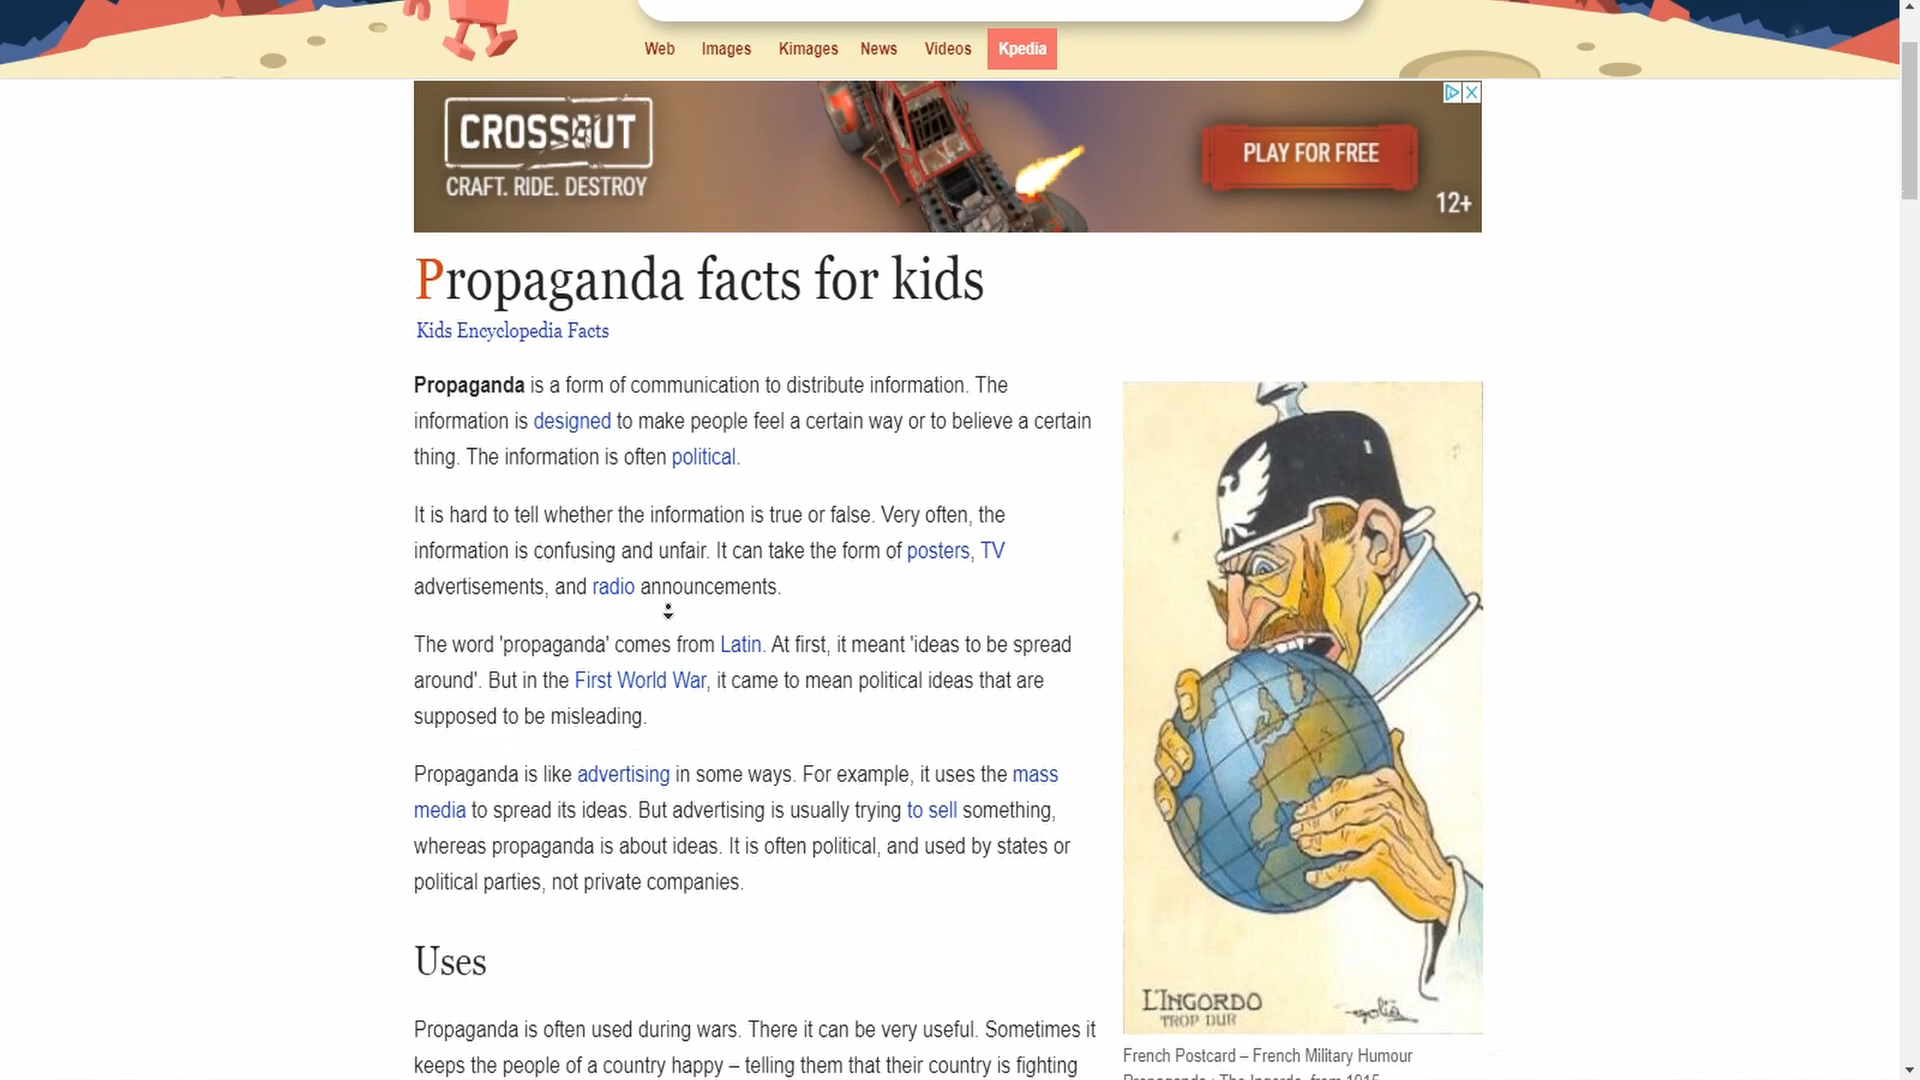 Web Images Kimages News Videos Kpedia
CROSSOUT
CRAFT. RIDE. DESTROY
PLAY FOR FREE
12+
Propaganda facts for kids
Kids Encyclopedia Facts
Propaganda is a form of communication to distribute information. The
information is designed to make people feel a certain way or to believe a certain
thing. The information is often political.
It is hard to tell whether the information is true or false. Very often, the
information is confusing and unfair. It can take the form of posters, TV
advertisements, and radio announcements.
The word 'propaganda' comes from Latin. At first, it meant 'ideas to be spread
around'. But in the First World War, it came to mean political ideas that are
supposed to be misleading.
Propaganda is like advertising in some ways. For example, it uses the mass
media to spread its ideas. But advertising is usually trying to sell something,
whereas propaganda is about ideas. It is often political, and used by states or
political parties, not private companies.
Uses
Propaganda is often used during wars. There it can be very useful. Sometimes it
keeps the people of a country happy – telling them that their country is fighting
L'INGORDO
TROP DUR
golia
French Postcard – French Military Humour
Propaganda : The Ingordo, from 1915